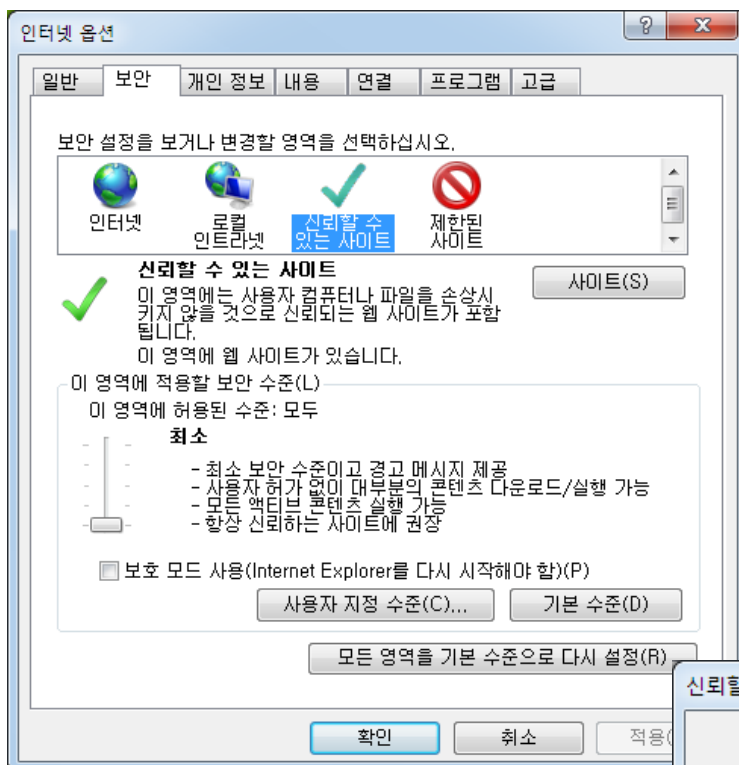 인터넷 옵션
일반 보안 개인 정보 내용 연결 프로그램 고급
보안 설정을 보거나 변경할 영역을 선택하십시오.
인터넷 로컬 인트라넷 신뢰할 수 있는 사이트 제한된 사이트
신뢰할 수 있는 사이트
사이트(S)
이 영역에는 사용자 컴퓨터나 파일을 손상시
키지 않을 것으로 신뢰되는 웹 사이트가 포함
됩니다.
이 영역에 웹 사이트가 있습니다.
이 영역에 적용할 보안 수준(L)
이 영역에 허용된 수준: 모두
최소
- 최소 보안 수준이고 경고 메시지 제공
- 사용자 허가 없이 대부분의 콘텐츠 다운로드/실행 가능
- 모든 액티브 콘텐츠 실행 가능
- 항상 신뢰하는 사이트에 권장
보호 모드 사용(Internet Explorer를 다시 시작해야 함)(P)
사용자 지정 수준(C)... 기본 수준(D)
모든 영역을 기본 수준으로 다시 설정(R)
신뢰할
확인 취소 적용(